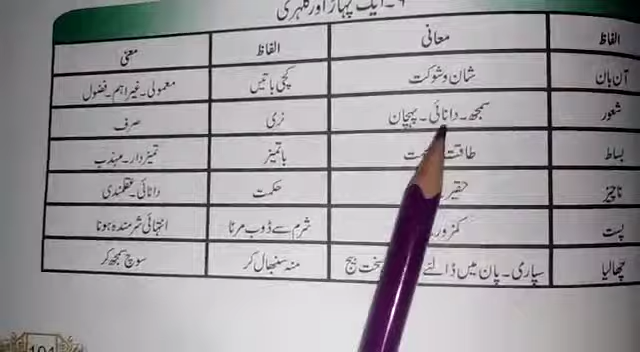 ۹۔ ایک پہاڑ اور گلہری
الفاظ معانی الفاظ معنی
آن بان شان و شوکت کچی باتیں معمولی۔ غیر اہم۔ فضول
شعور سمجھ۔ دانائی۔ پہچان نری صرف
بساط طاقت باتمیز تمیزدار۔ مہذب
ناچیز حقیر حکمت دانائی۔ عقلمندی
پست کمزور شرم سے ڈوب مرنا انتہائی شرمندہ ہونا
چھالیا سپاری۔ پان میں ڈالنے سخت بیج منہ سنبھال کر سوچ سمجھ کر